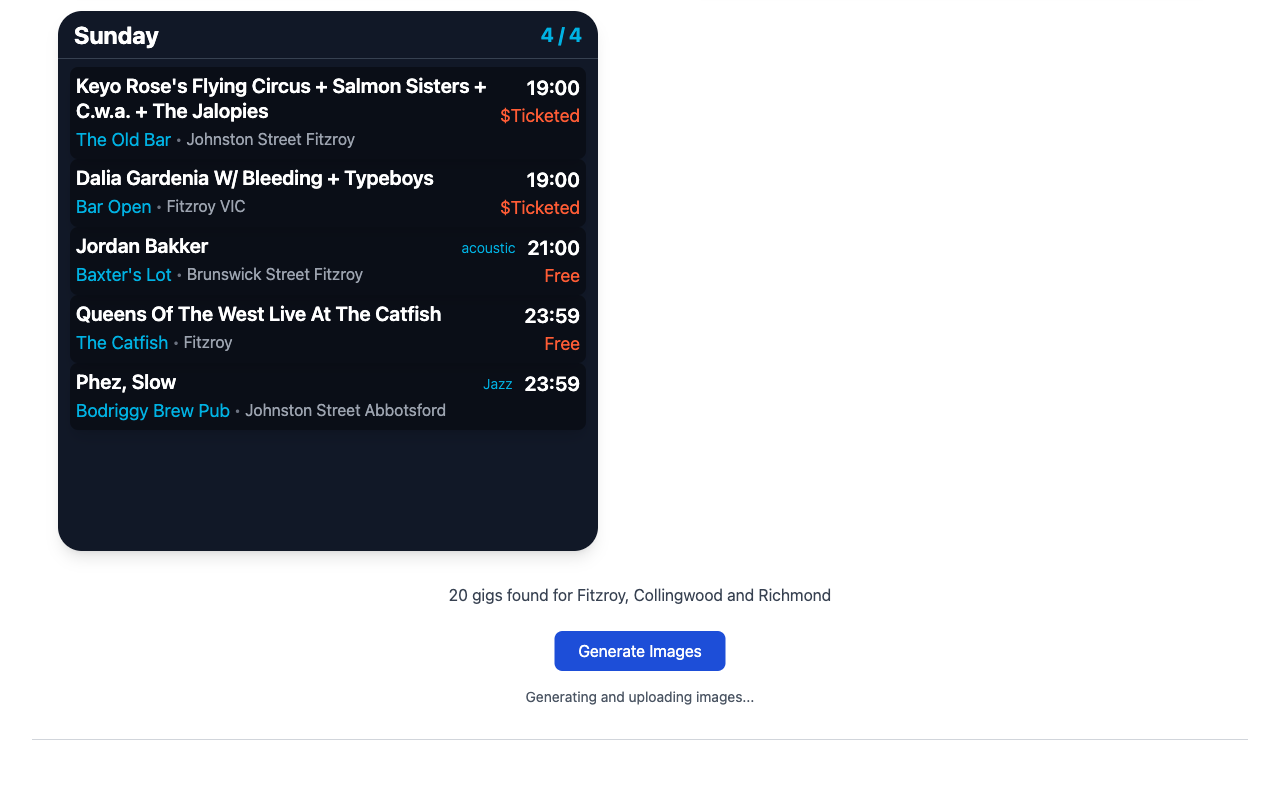 Sunday 4 / 4
Keyo Rose's Flying Circus + Salmon Sisters + 19:00
C.w.a. + The Jalopies $Ticketed
The Old Bar • Johnston Street Fitzroy
Dalia Gardenia W/ Bleeding + Typeboys 19:00
Bar Open • Fitzroy VIC $Ticketed
Jordan Bakker acoustic 21:00
Baxter's Lot • Brunswick Street Fitzroy Free
Queens Of The West Live At The Catfish 23:59
The Catfish • Fitzroy Free
Phez, Slow Jazz 23:59
Bodriggy Brew Pub • Johnston Street Abbotsford
20 gigs found for Fitzroy, Collingwood and Richmond
Generate Images
Generating and uploading images...